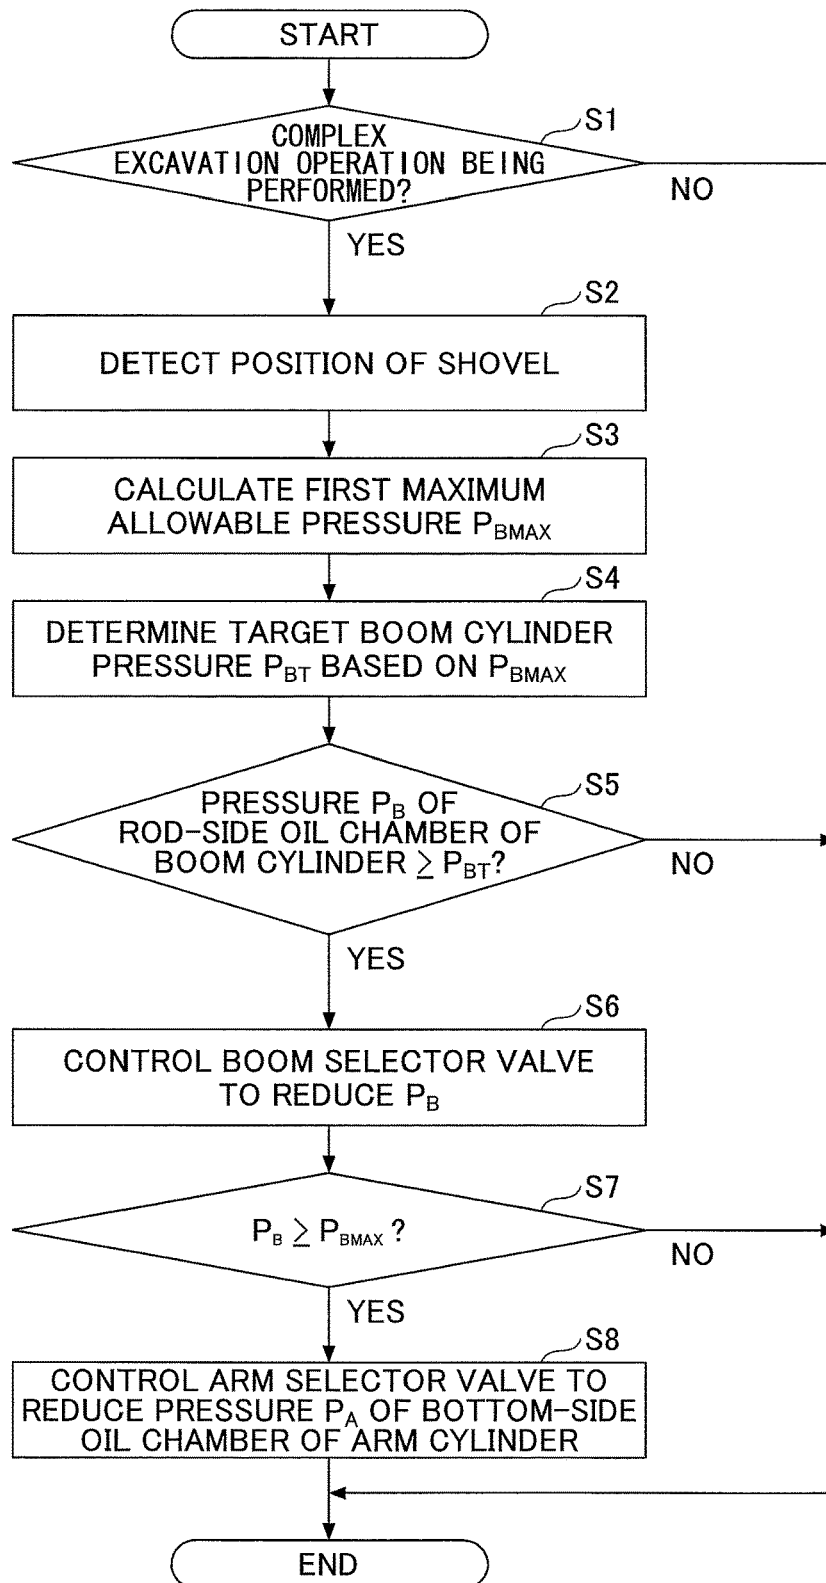 START
S1
COMPLEX
EXCAVATION OPERATION BEING
PERFORMED?
NO
YES
S2
DETECT POSITION OF SHOVEL
S3
CALCULATE FIRST MAXIMUM
ALLOWABLE PRESSURE PBMAX
S4
DETERMINE TARGET BOOM CYLINDER
PRESSURE PBT BASED ON PBMAX
S5
PRESSURE PB OF
ROD-SIDE OIL CHAMBER OF
BOOM CYLINDER ≥ PBT?
NO
YES
S6
CONTROL BOOM SELECTOR VALVE
TO REDUCE PB
S7
PB ≥ PBMAX ?
NO
YES
S8
CONTROL ARM SELECTOR VALVE TO
REDUCE PRESSURE PA OF BOTTOM-SIDE
OIL CHAMBER OF ARM CYLINDER
END